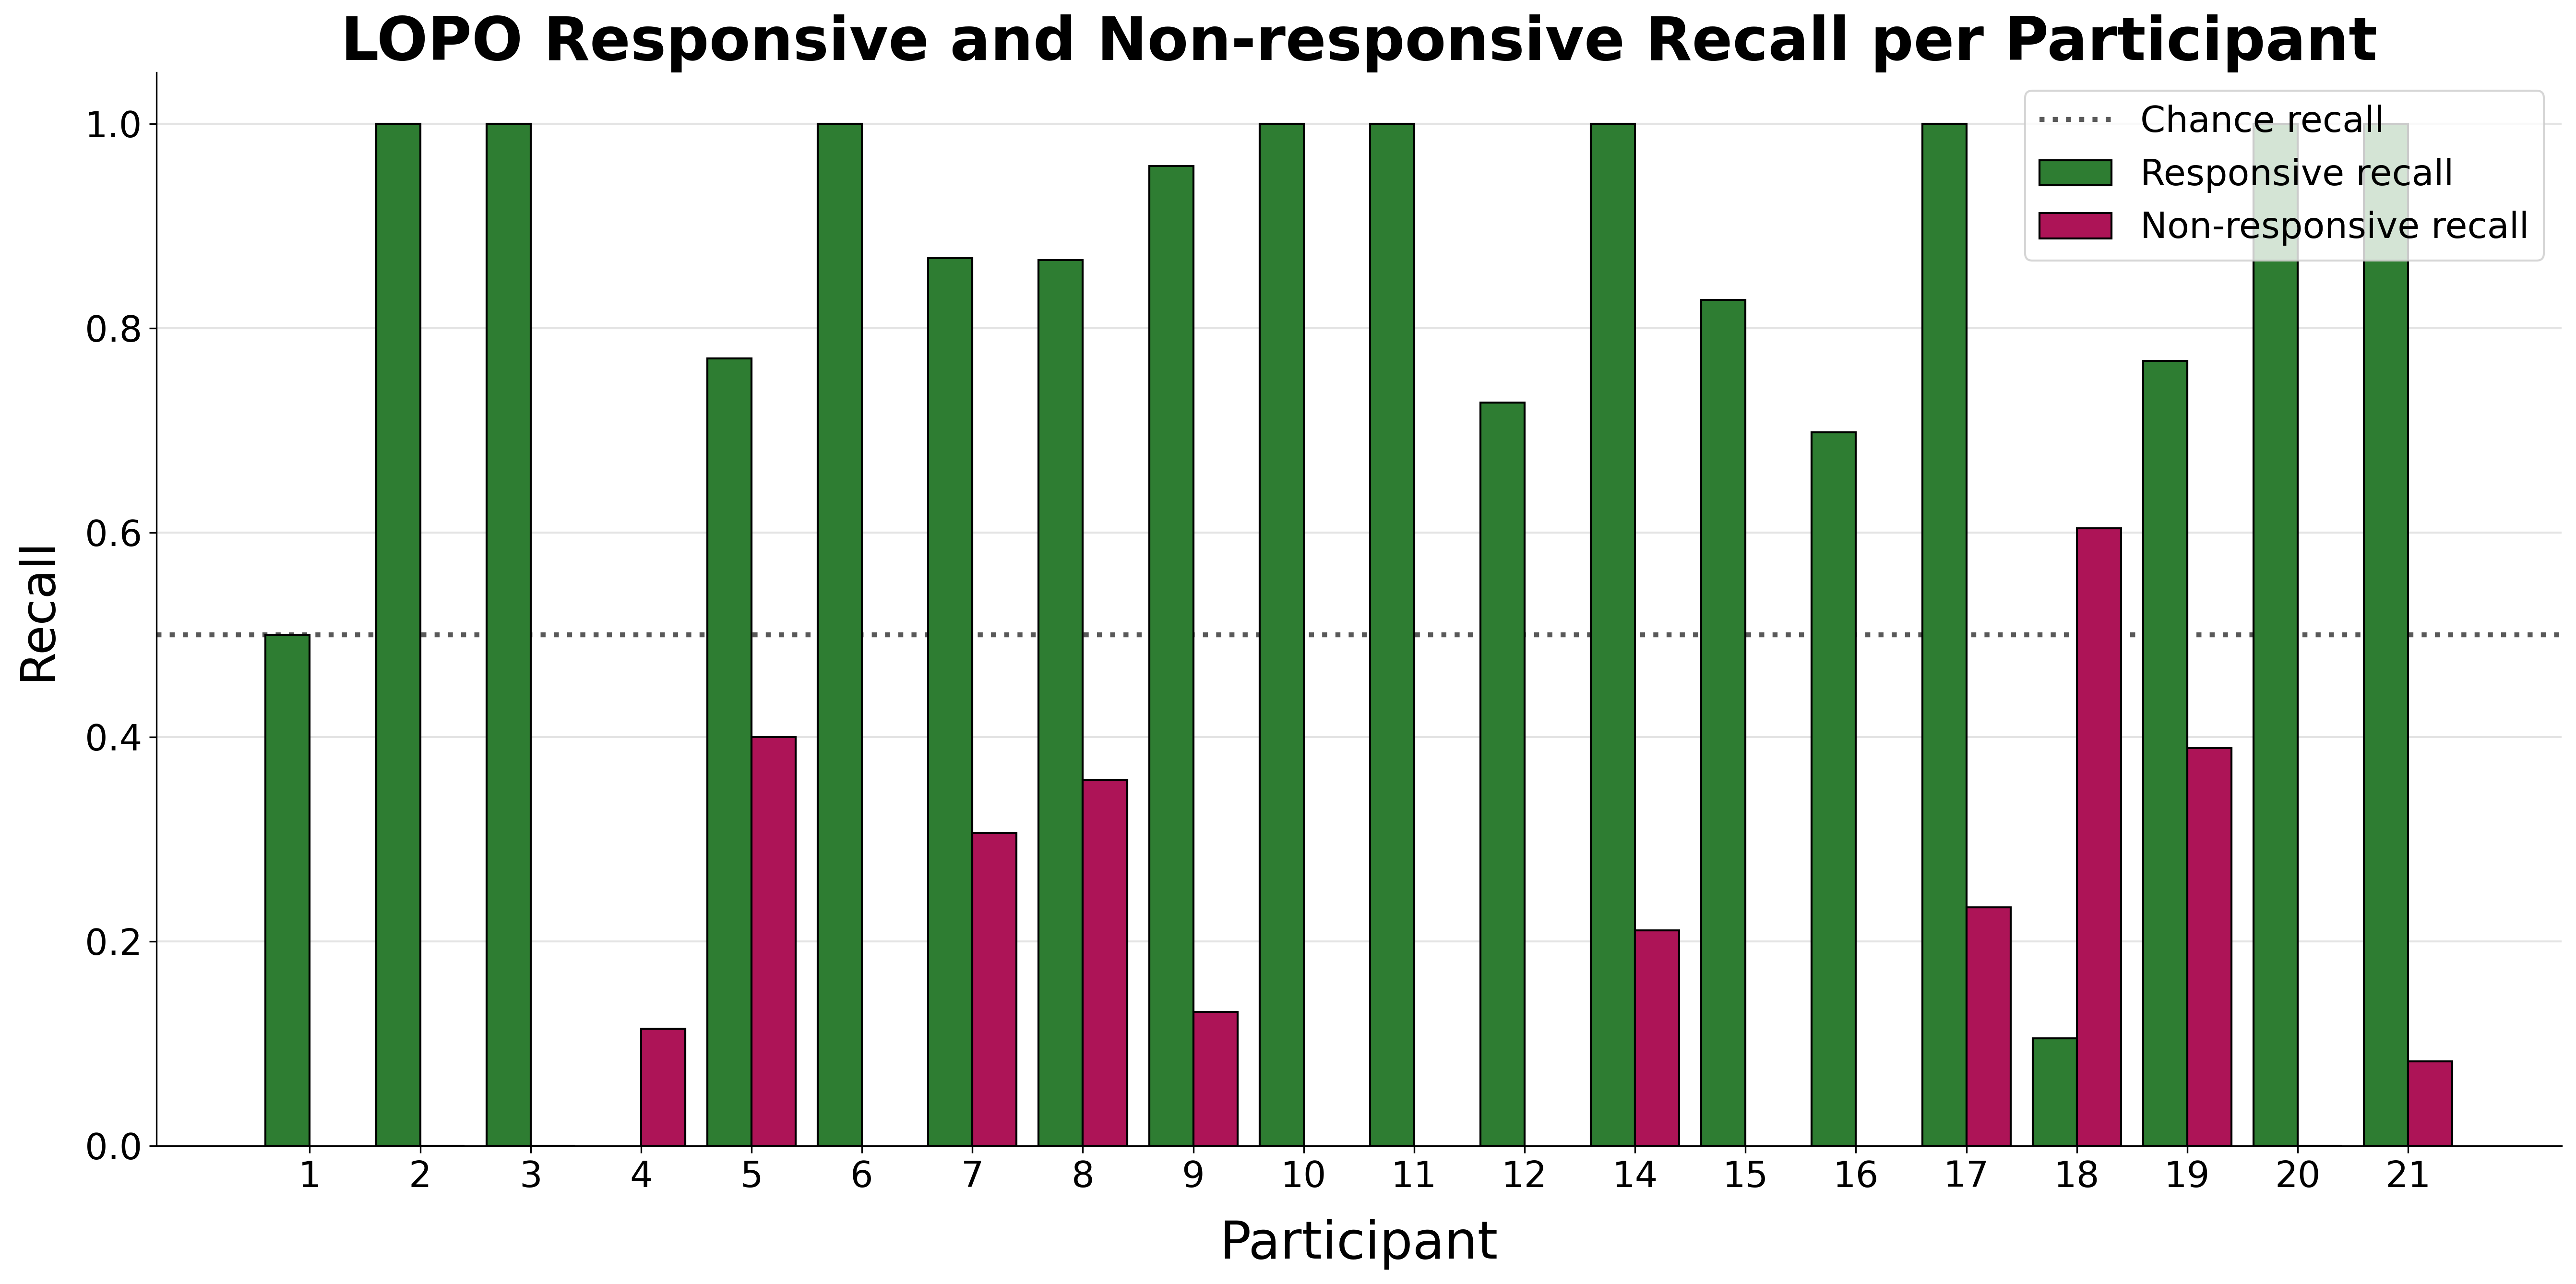 LOPO Responsive and Non-responsive Recall per Participant
Chance recall
Responsive recall
Non-responsive recall
Recall
1.0
0.8
0.6
0.4
0.2
0.0
1 2 3 4 5 6 7 8 9 10 11 12 14 15 16 17 18 19 20 21
Participant